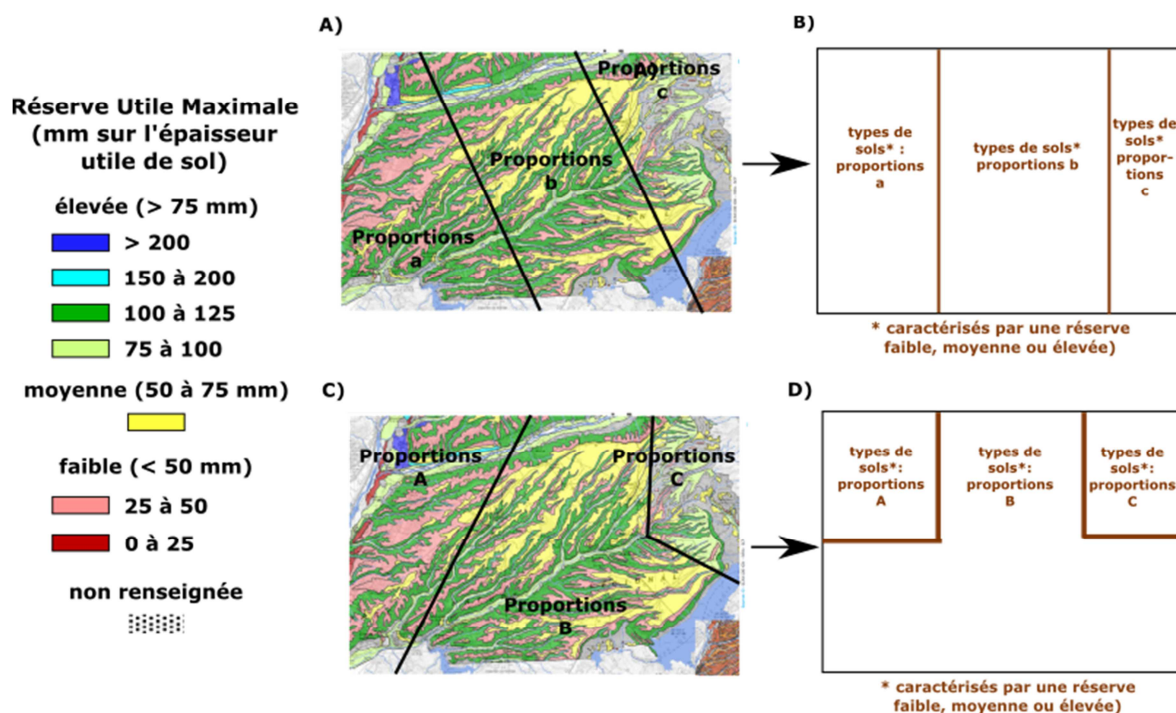 Réserve Utile Maximale
(mm sur l'épaisseur
utile de sol)
élevée (> 75 mm)
> 200
150 à 200
100 à 125
75 à 100
moyenne (50 à 75 mm)
faible (< 50 mm)
25 à 50
0 à 25
non renseignée
A)
Proportions
c
Proportions
b
Proportions
a
B)
types de
sols* :
proportions
a
types de sols*
proportions b
types de
sols*
propor-
tions
c
* caractérisés par une réserve
faible, moyenne ou élevée)
C)
Proportions
A
Proportions
C
Proportions
B
D)
types de
sols*:
proportions
A
types de
sols*:
proportions
B
types de
sols*:
proportions
C
* caractérisés par une réserve
faible, moyenne ou élevée)